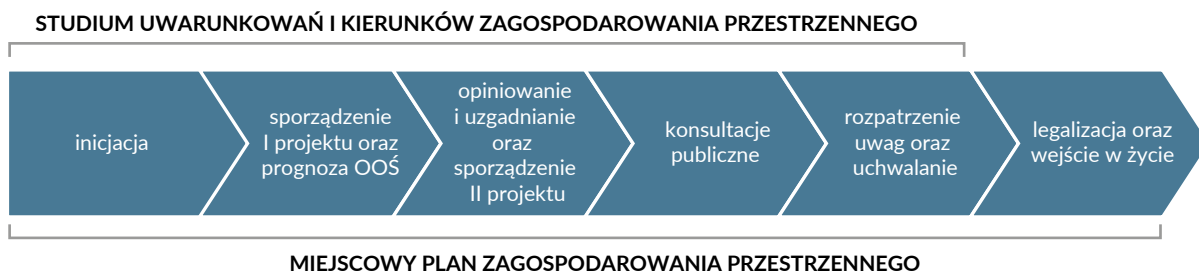 STUDIUM UWARUNKOWAŃ I KIERUNKÓW ZAGOSPODAROWANIA PRZESTRZENNEGO
inicjacja
sporządzenie
I projektu oraz
prognoza OOŚ
opiniowanie
i uzgadnianie
oraz
sporządzenie
II projektu
konsultacje
publiczne
rozpatrzenie
uwag oraz
uchwalanie
legalizacja oraz
wejście w życie
MIEJSCOWY PLAN ZAGOSPODAROWANIA PRZESTRZENNEGO